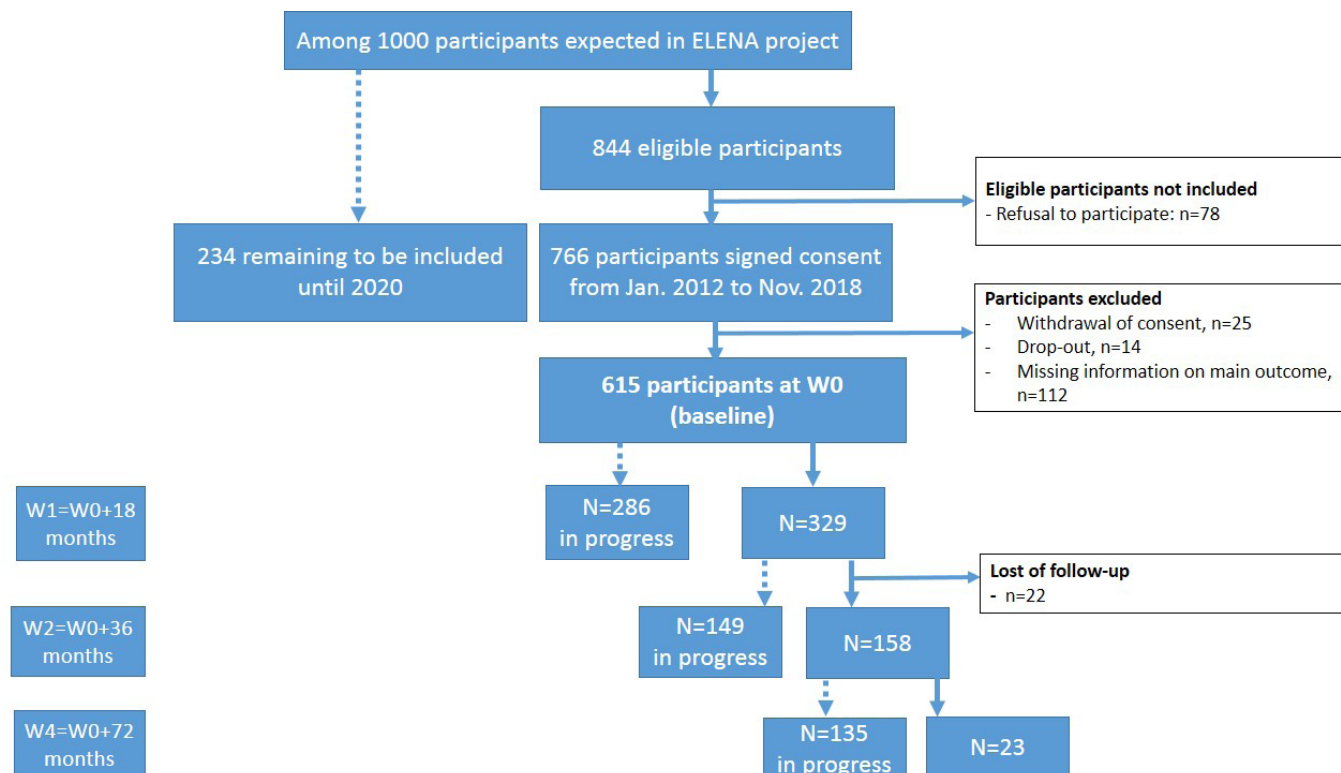 Among 1000 participants expected in ELENA project
844 eligible participants
Eligible participants not included
- Refusal to participate: n=78
234 remaining to be included
until 2020
766 participants signed consent
from Jan. 2012 to Nov. 2018
Participants excluded
- Withdrawal of consent, n=25
- Drop-out, n=14
- Missing information on main outcome,
n=112
615 participants at W0
(baseline)
W1=W0+18
months
N=286
in progress
N=329
Lost of follow-up
- n=22
W2=W0+36
months
N=149
in progress
N=158
W4=W0+72
months
N=135
in progress
N=23